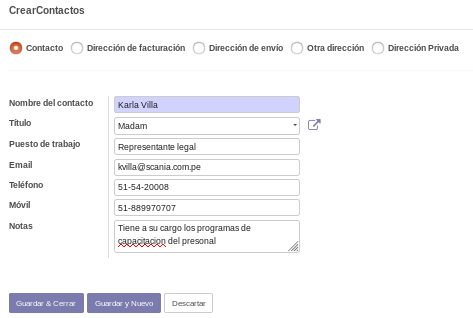 CrearContactos
Contacto Dirección de facturación Dirección de envío Otra dirección Dirección Privada
Nombre del contacto Karla Villa
Título Madam
Puesto de trabajo Representante legal
Email kvilla@scania.com.pe
Teléfono 51-54-20008
Móvil 51-889970707
Notas Tiene a su cargo los programas de
capacitacion del presonal
Guardar & Cerrar Guardar y Nuevo Descartar